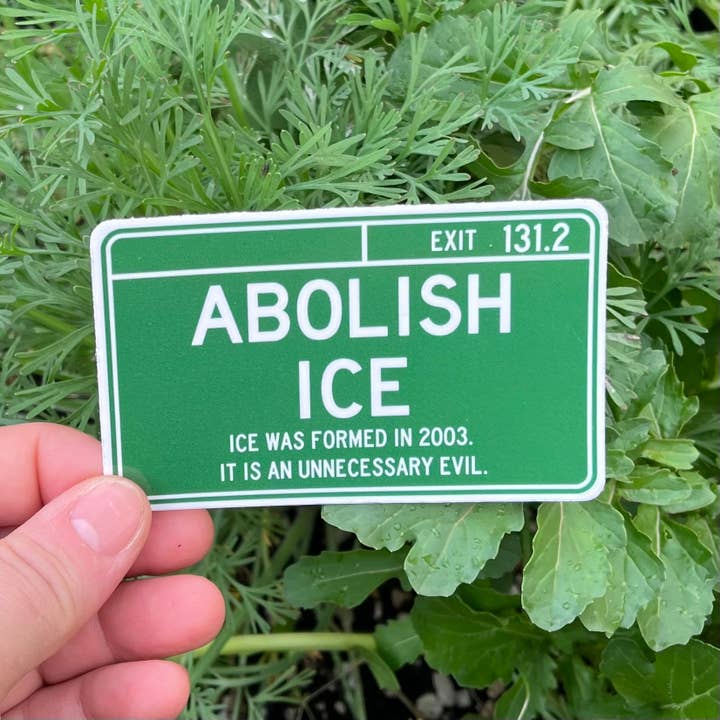 EXIT 131.2
ABOLISH
ICE
ICE WAS FORMED IN 2003.
IT IS AN UNNECESSARY EVIL.